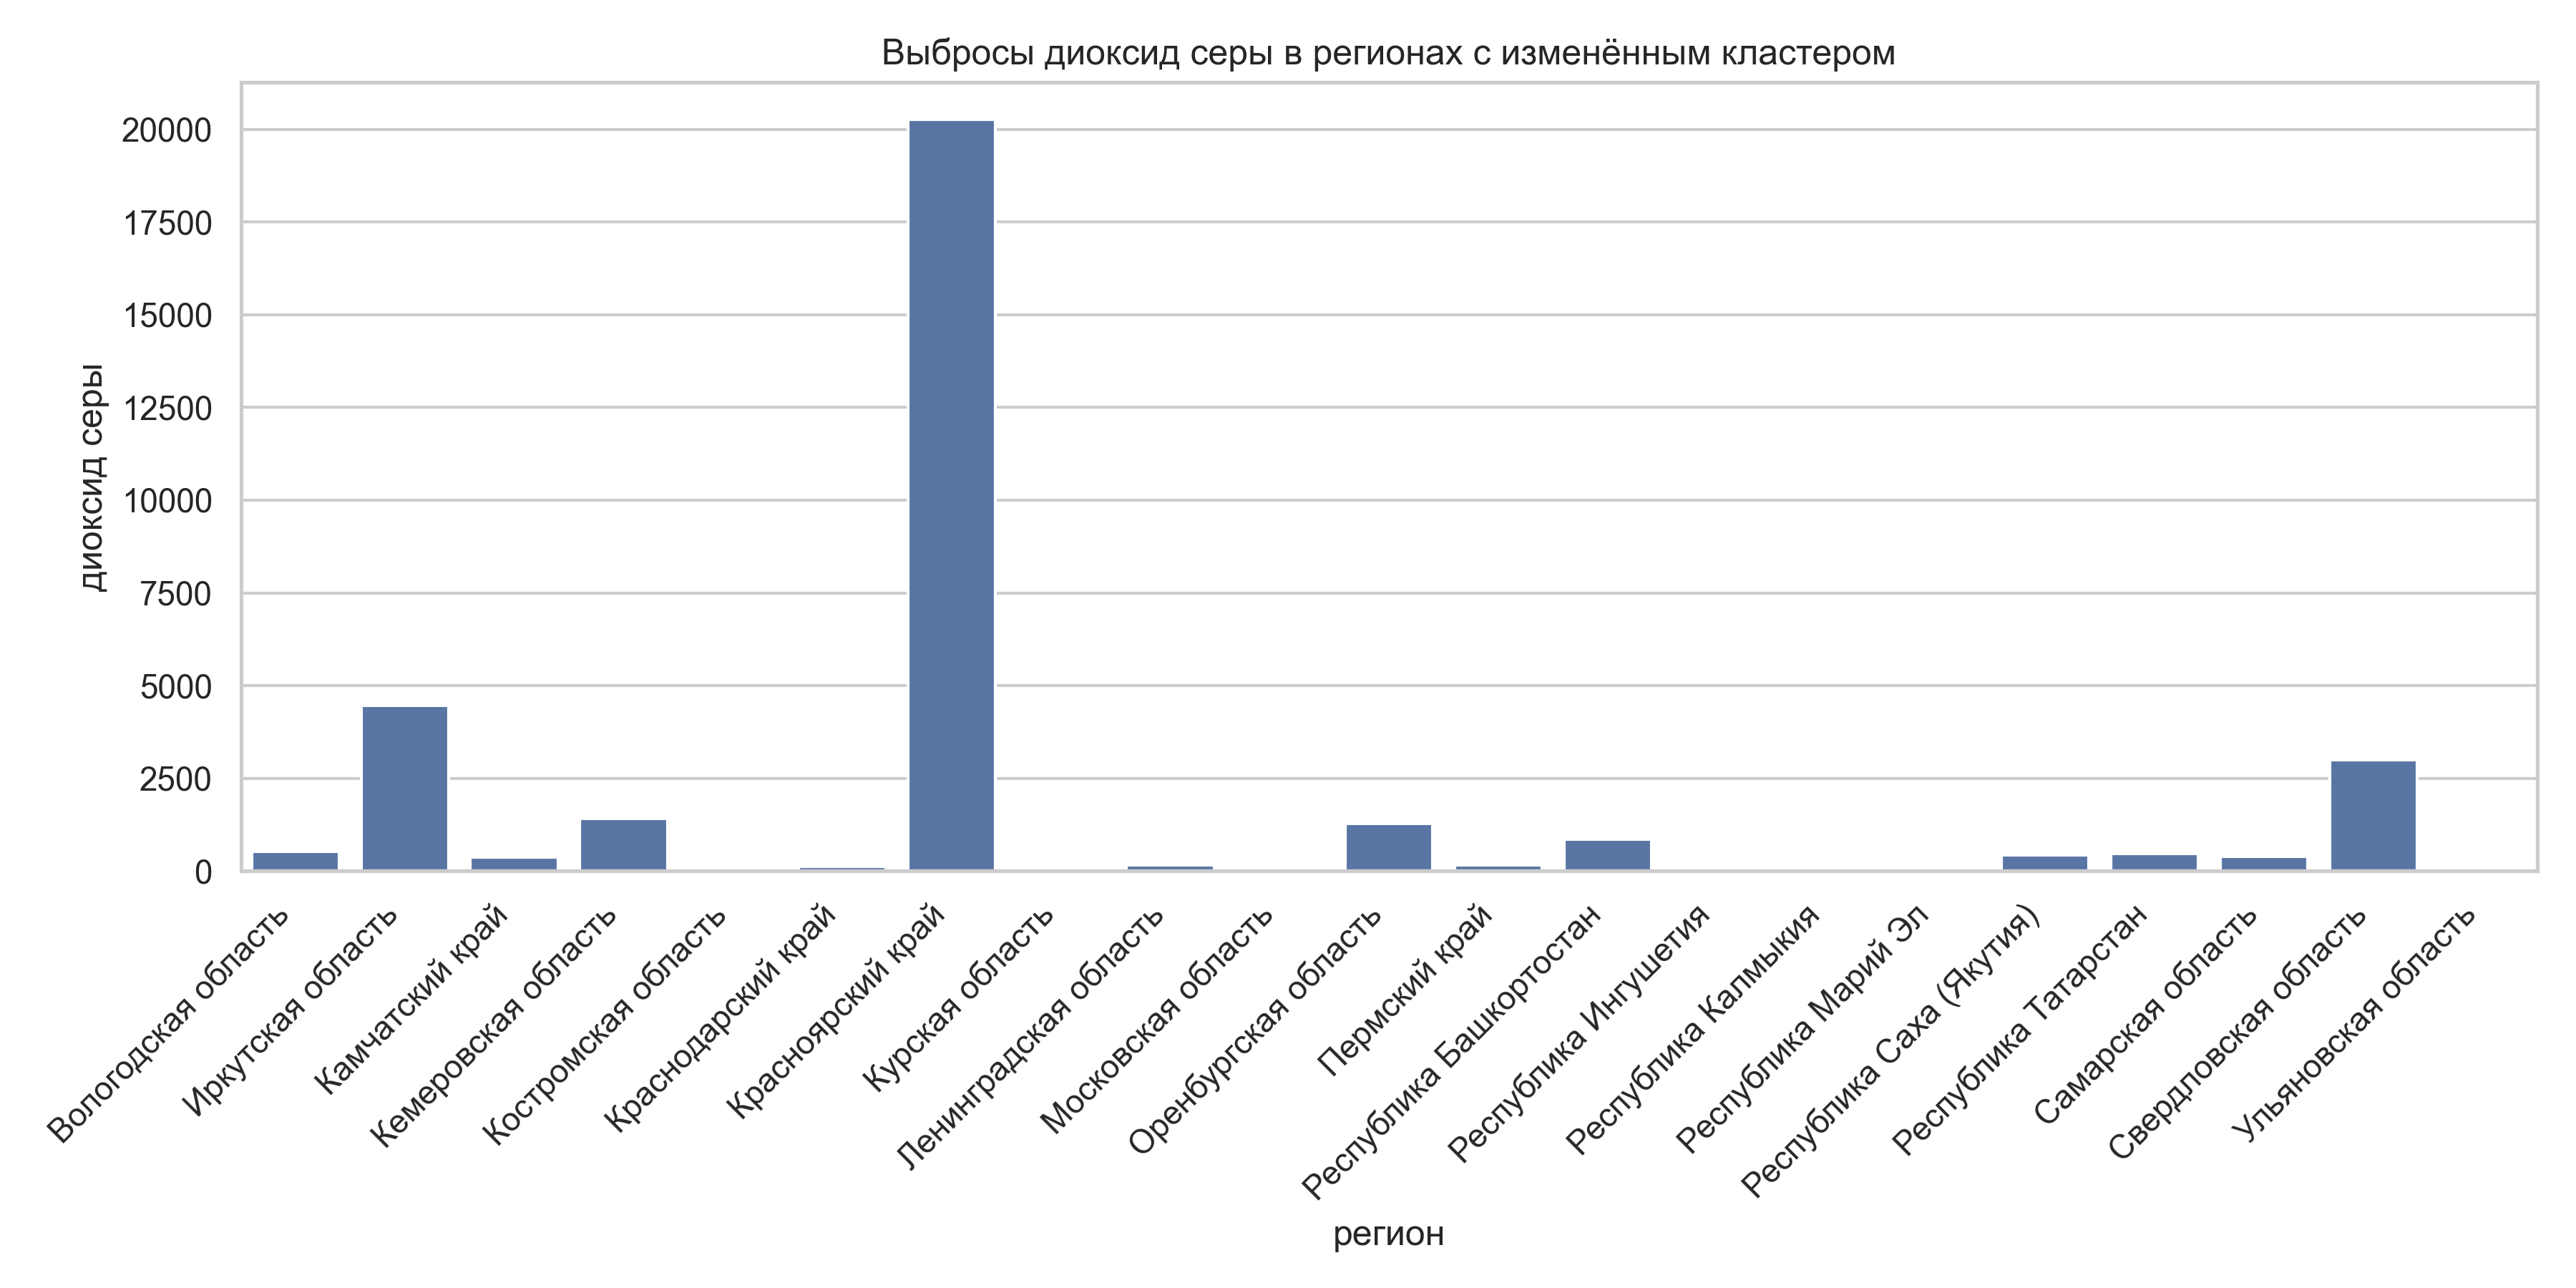 Выбросы диоксид серы в регионах с изменённым кластером
диоксид серы
20000
17500
15000
12500
10000
7500
5000
2500
0
Вологодская область
Иркутская область
Камчатский край
Кемеровская область
Костромская область
Краснодарский край
Красноярский край
Курская область
Ленинградская область
Московская область
Оренбургская область
Пермский край
Республика Башкортостан
Республика Ингушетия
Республика Калмыкия
Республика Марий Эл
Республика Саха (Якутия)
Республика Татарстан
Самарская область
Свердловская область
Ульяновская область
регион